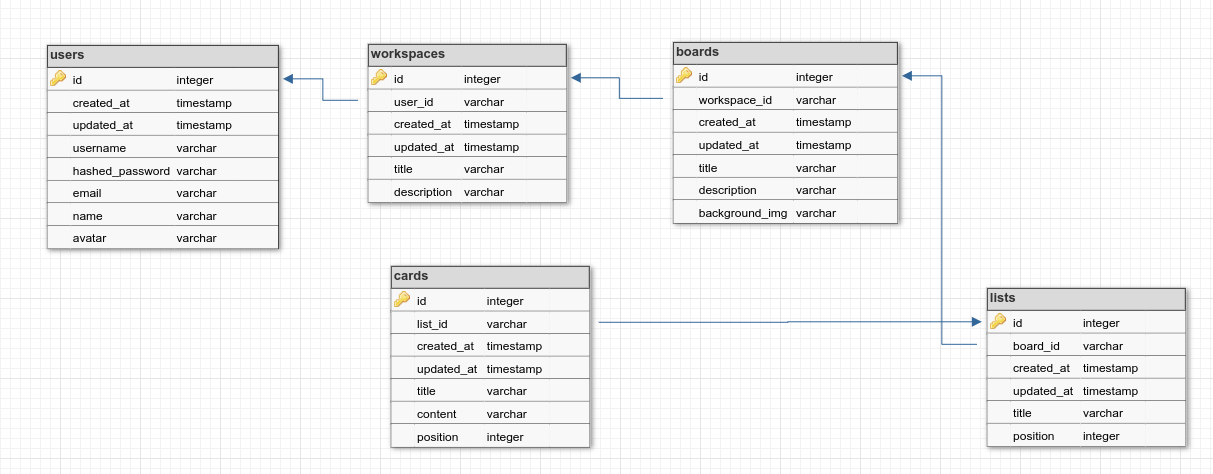 users
id integer
created_at timestamp
updated_at timestamp
username varchar
hashed_password varchar
email varchar
name varchar
avatar varchar
workspaces
id integer
user_id varchar
created_at timestamp
updated_at timestamp
title varchar
description varchar
boards
id integer
workspace_id varchar
created_at timestamp
updated_at timestamp
title varchar
description varchar
background_img varchar
cards
id integer
list_id varchar
created_at timestamp
updated_at timestamp
title varchar
content varchar
position integer
lists
id integer
board_id varchar
created_at timestamp
updated_at timestamp
title varchar
position integer